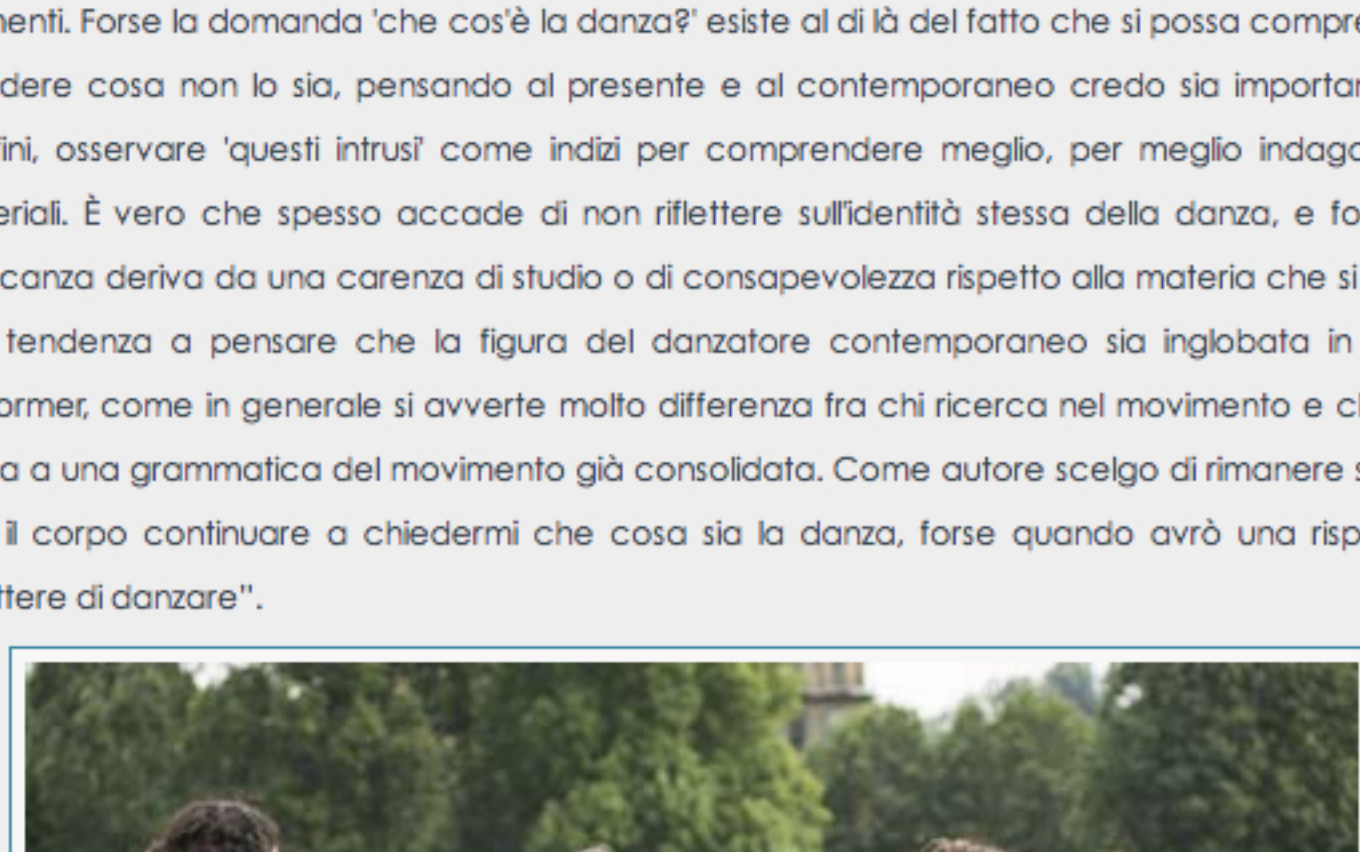 nenti. Forse la domanda 'che cos'è la danza?' esiste al di là del fatto che si possa compre
dere cosa non lo sia, pensando al presente e al contemporaneo credo sia importar
fini, osservare 'questi intrusi' come indizi per comprendere meglio, per meglio indaga
eriali. È vero che spesso accade di non riflettere sull'identità stessa della danza, e fo
canza deriva da una carenza di studio o di consapevolezza rispetto alla materia che si
tendenza a pensare che la figura del danzatore contemporaneo sia inglobata in
ormer, come in generale si avverte molto differenza fra chi ricerca nel movimento e cl
a a una grammatica del movimento già consolidata. Come autore scelgo di rimanere s
il corpo continuare a chiedermi che cosa sia la danza, forse quando avrò una risp
ttere di danzare".